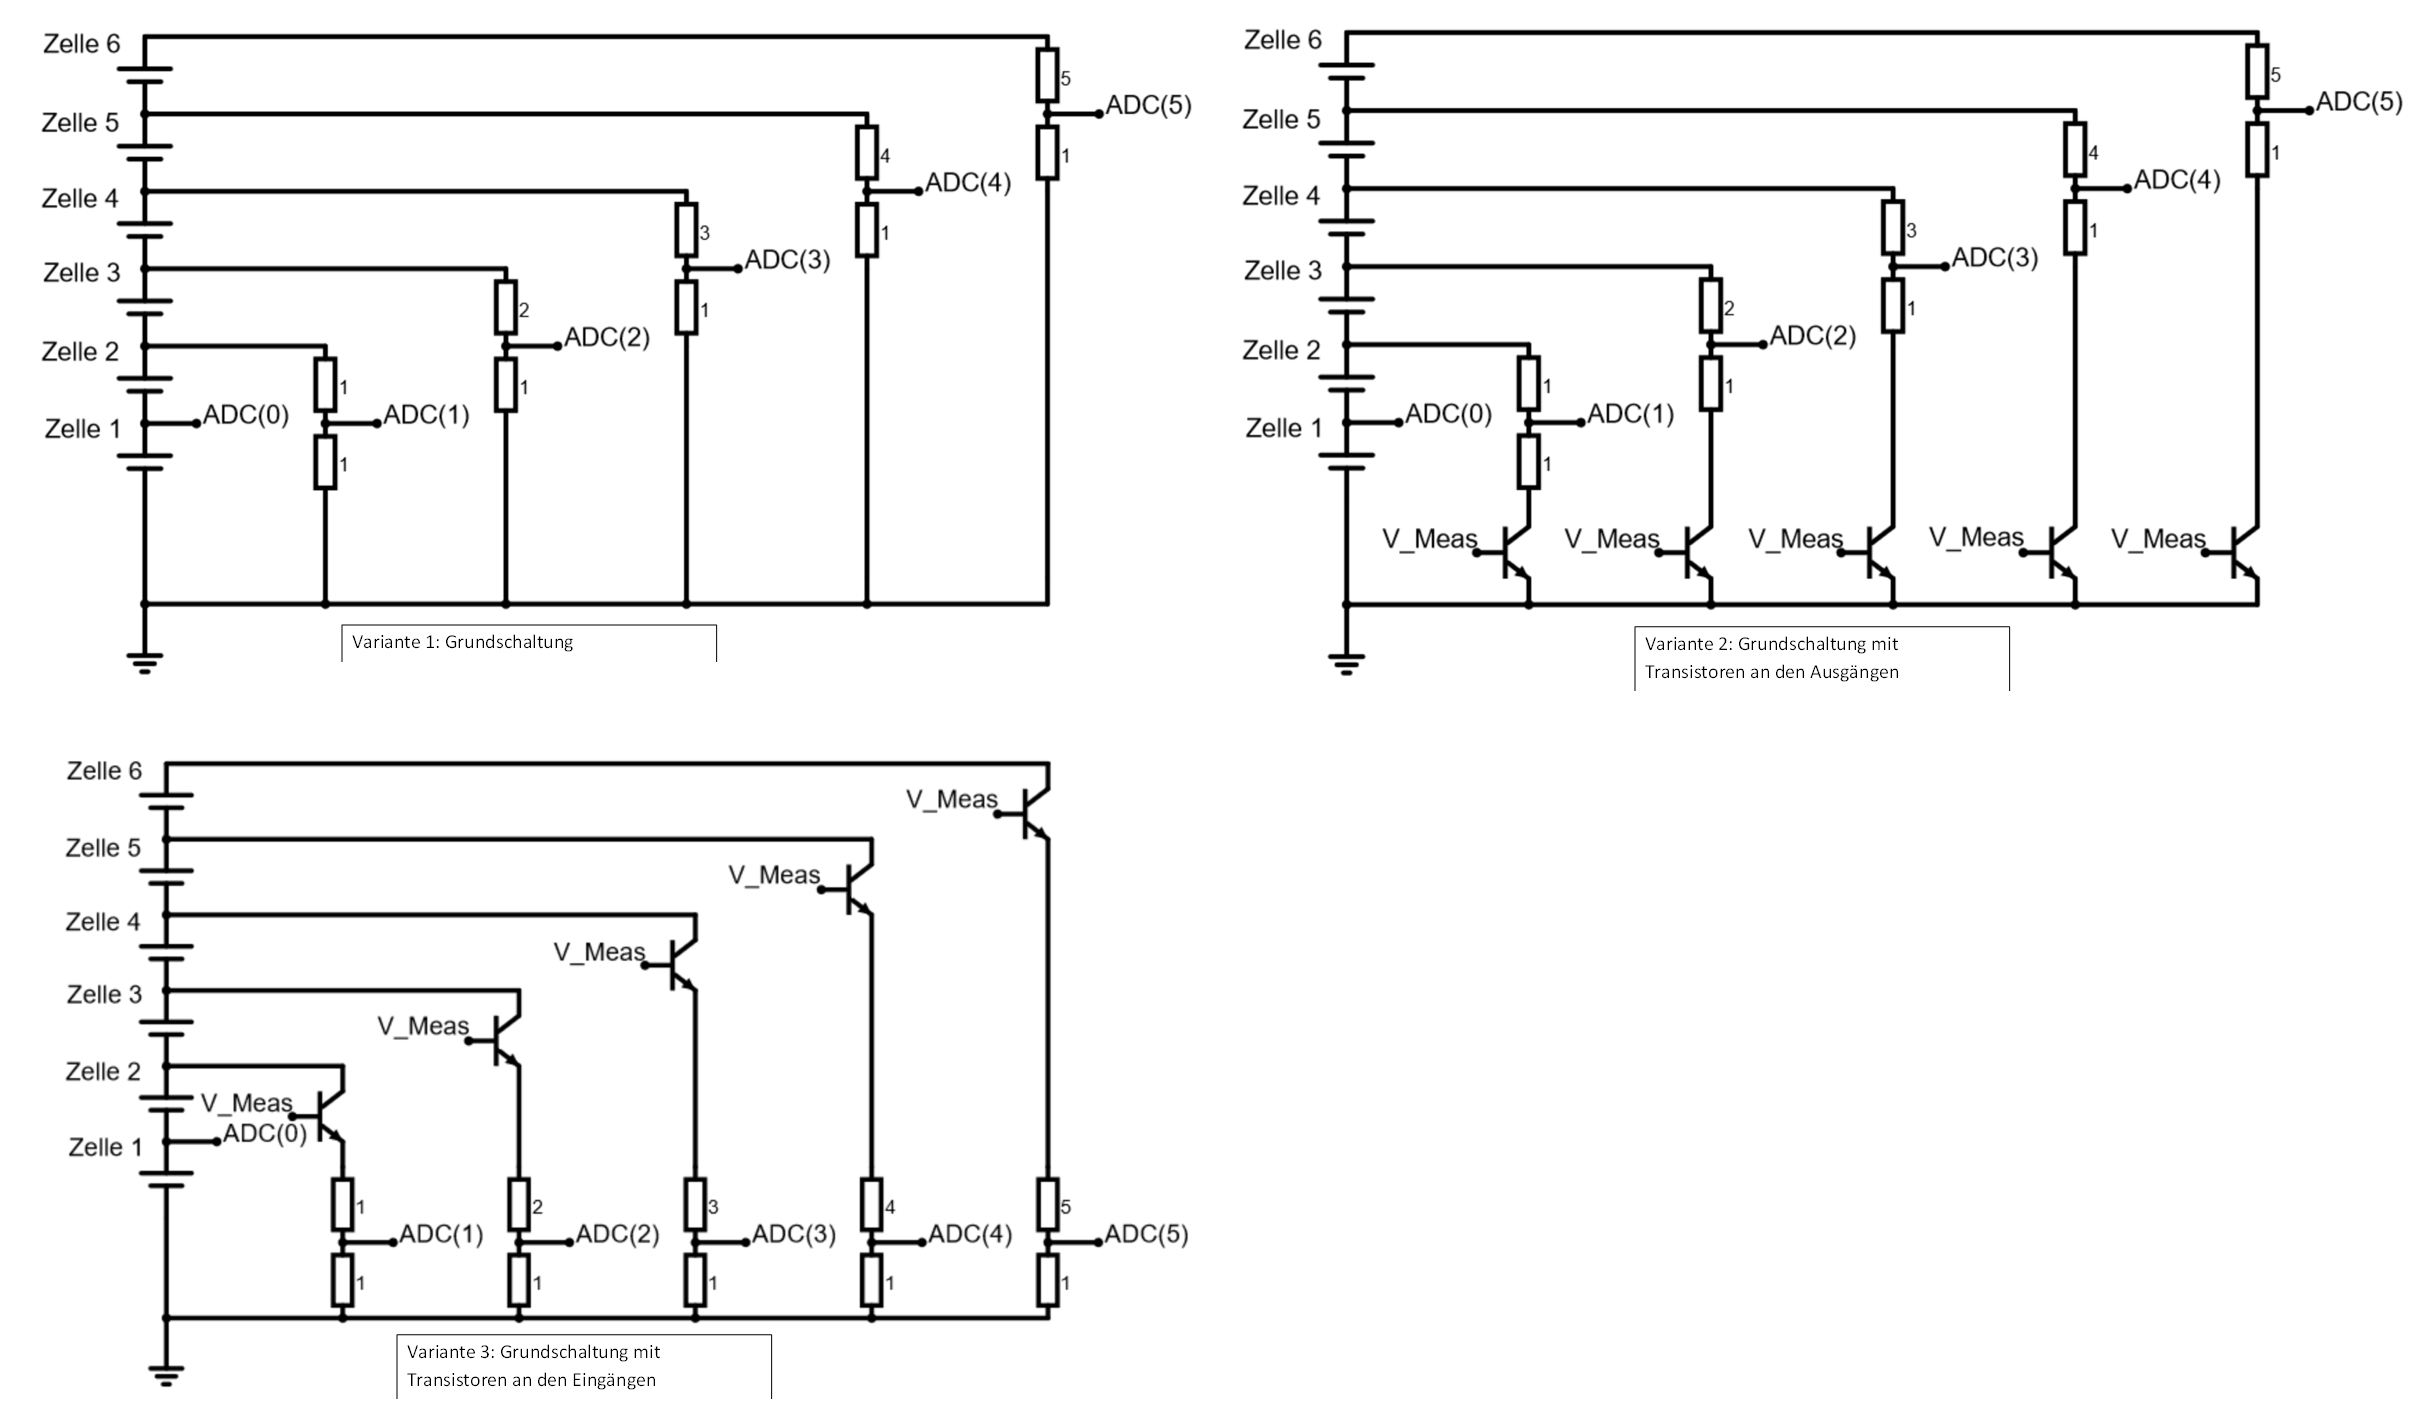 Zelle 6
5
ADC(5)
Zelle 5
1
4
ADC(4)
Zelle 4
1
3
ADC(3)
Zelle 3
1
2
ADC(2)
Zelle 2
1
1
ADC(0)
ADC(1)
Zelle 1
1
Variante 1: Grundschaltung
Zelle 6
5
ADC(5)
Zelle 5
1
4
ADC(4)
Zelle 4
1
3
ADC(3)
Zelle 3
1
2
ADC(2)
Zelle 2
1
1
ADC(0)
ADC(1)
Zelle 1
1
V_Meas
V_Meas
V_Meas
V_Meas
V_Meas
Variante 2: Grundschaltung mit
Transistoren an den Ausgängen
Zelle 6
V_Meas
Zelle 5
V_Meas
Zelle 4
V_Meas
Zelle 3
V_Meas
Zelle 2
V_Meas
ADC(0)
Zelle 1
1
2
3
4
5
ADC(1)
ADC(2)
ADC(3)
ADC(4)
ADC(5)
1
1
1
1
1
Variante 3: Grundschaltung mit
Transistoren an den Eingängen